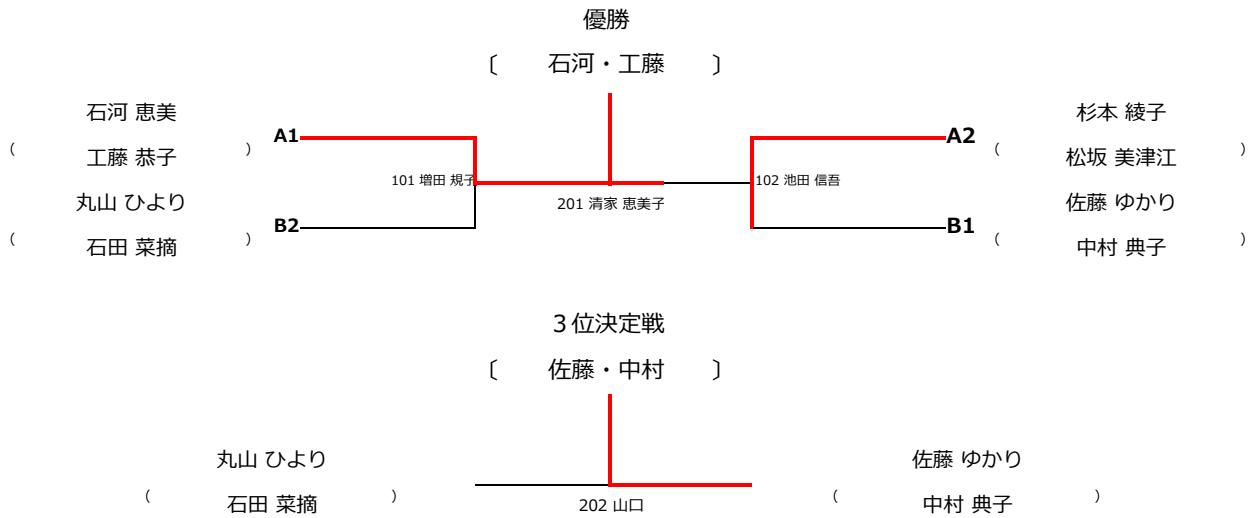 優勝
〔 石河・工藤 〕
石河 恵美
( 工藤 恭子 )
A1
丸山 ひより
( 石田 菜摘 )
B2
101 増田 規子
201 清家 恵美子
102 池田 信吾
A2
杉本 綾子
( 松坂 美津江 )
B1
佐藤 ゆかり
( 中村 典子 )
３位決定戦
〔 佐藤・中村 〕
丸山 ひより
( 石田 菜摘 )
202 山口
佐藤 ゆかり
( 中村 典子 )